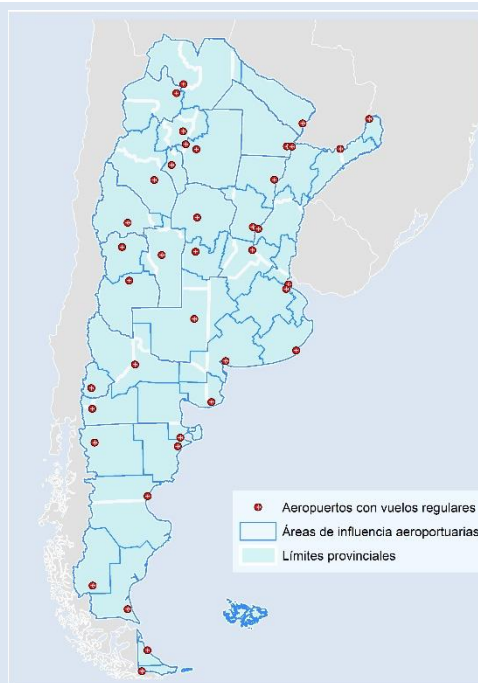 Aeropuertos con vuelos regulares
Áreas de influencia aeroportuarias
Límites provinciales